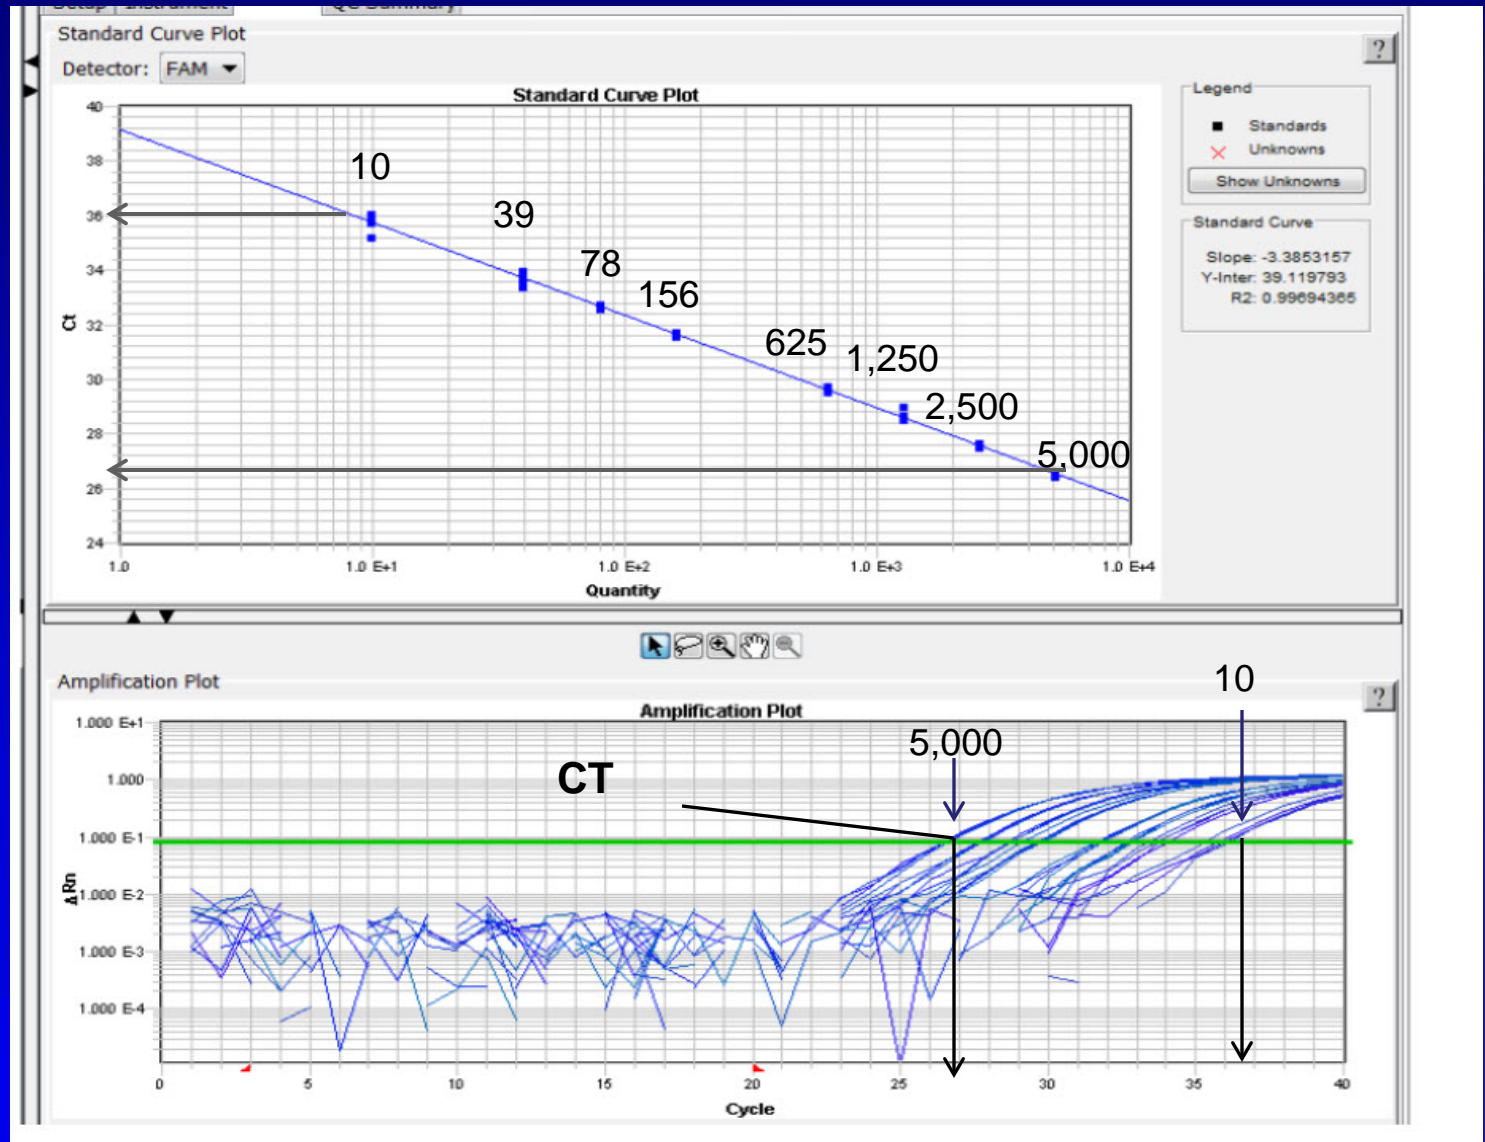 Setup Instrument QC Summary
Standard Curve Plot
?
Detector: FAM
Standard Curve Plot
Legend
Standards
Unknowns
Show Unknowns
Standard Curve
Slope: -3.3853157
Y-Inter: 39.119793
R2: 0.99694365
40
38
36
34
32
30
28
26
24
Ct
10
39
78
156
625
1,250
2,500
5,000
1.0 1.0 E+1 1.0 E+2 1.0 E+3 1.0 E+4
Quantity
Amplification Plot
?
10
Amplification Plot
5,000
CT
1.000 E+1
1.000
1.000 E-1
1.000 E-2
1.000 E-3
1.000 E-4
ΔRn
0 5 10 15 20 25 30 35 40
Cycle